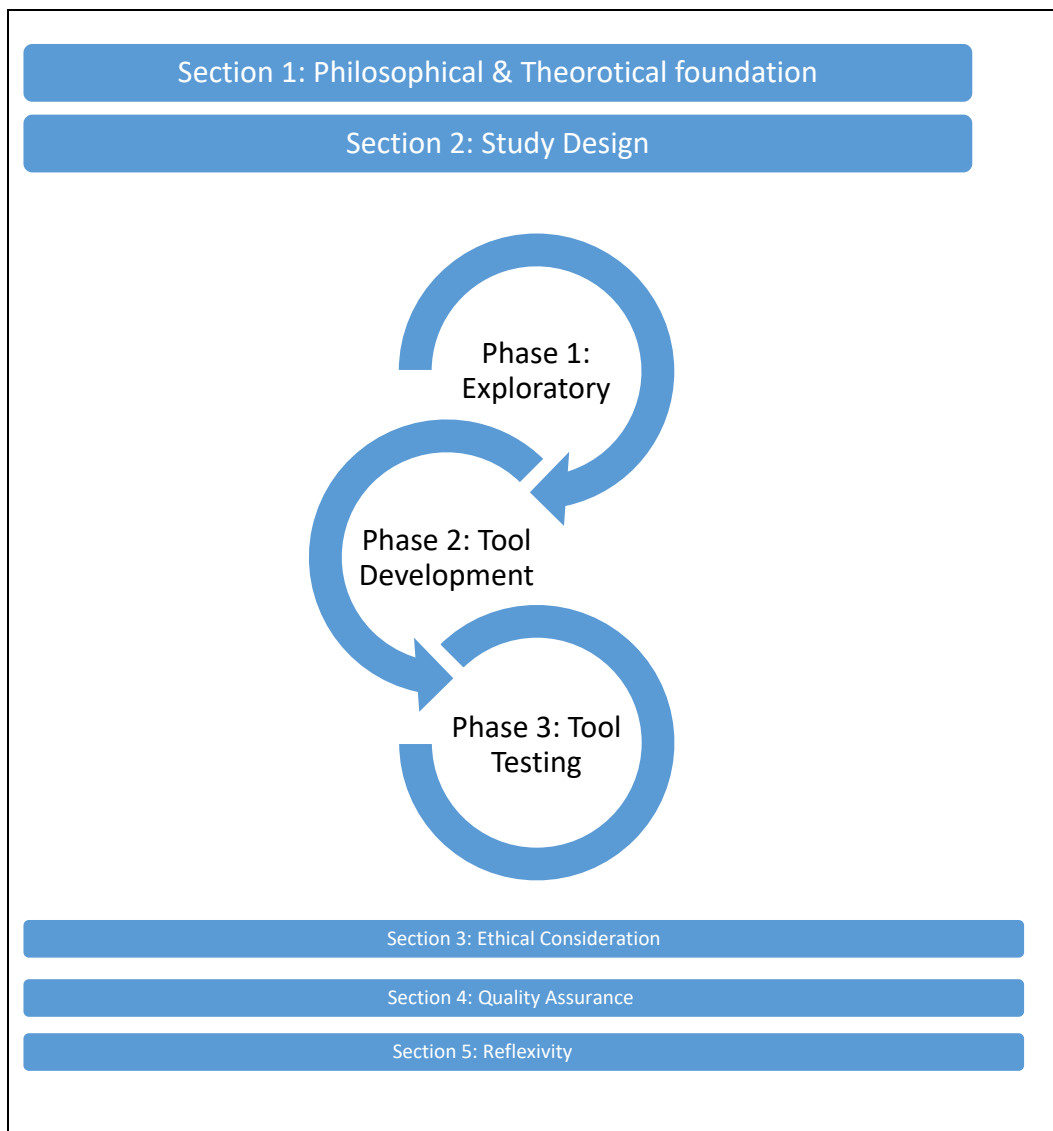 Section 1: Philosophical & Theorotical foundation
Section 2: Study Design
Phase 1:
Exploratory
Phase 2: Tool
Development
Phase 3: Tool
Testing
Section 3: Ethical Consideration
Section 4: Quality Assurance
Section 5: Reflexivity